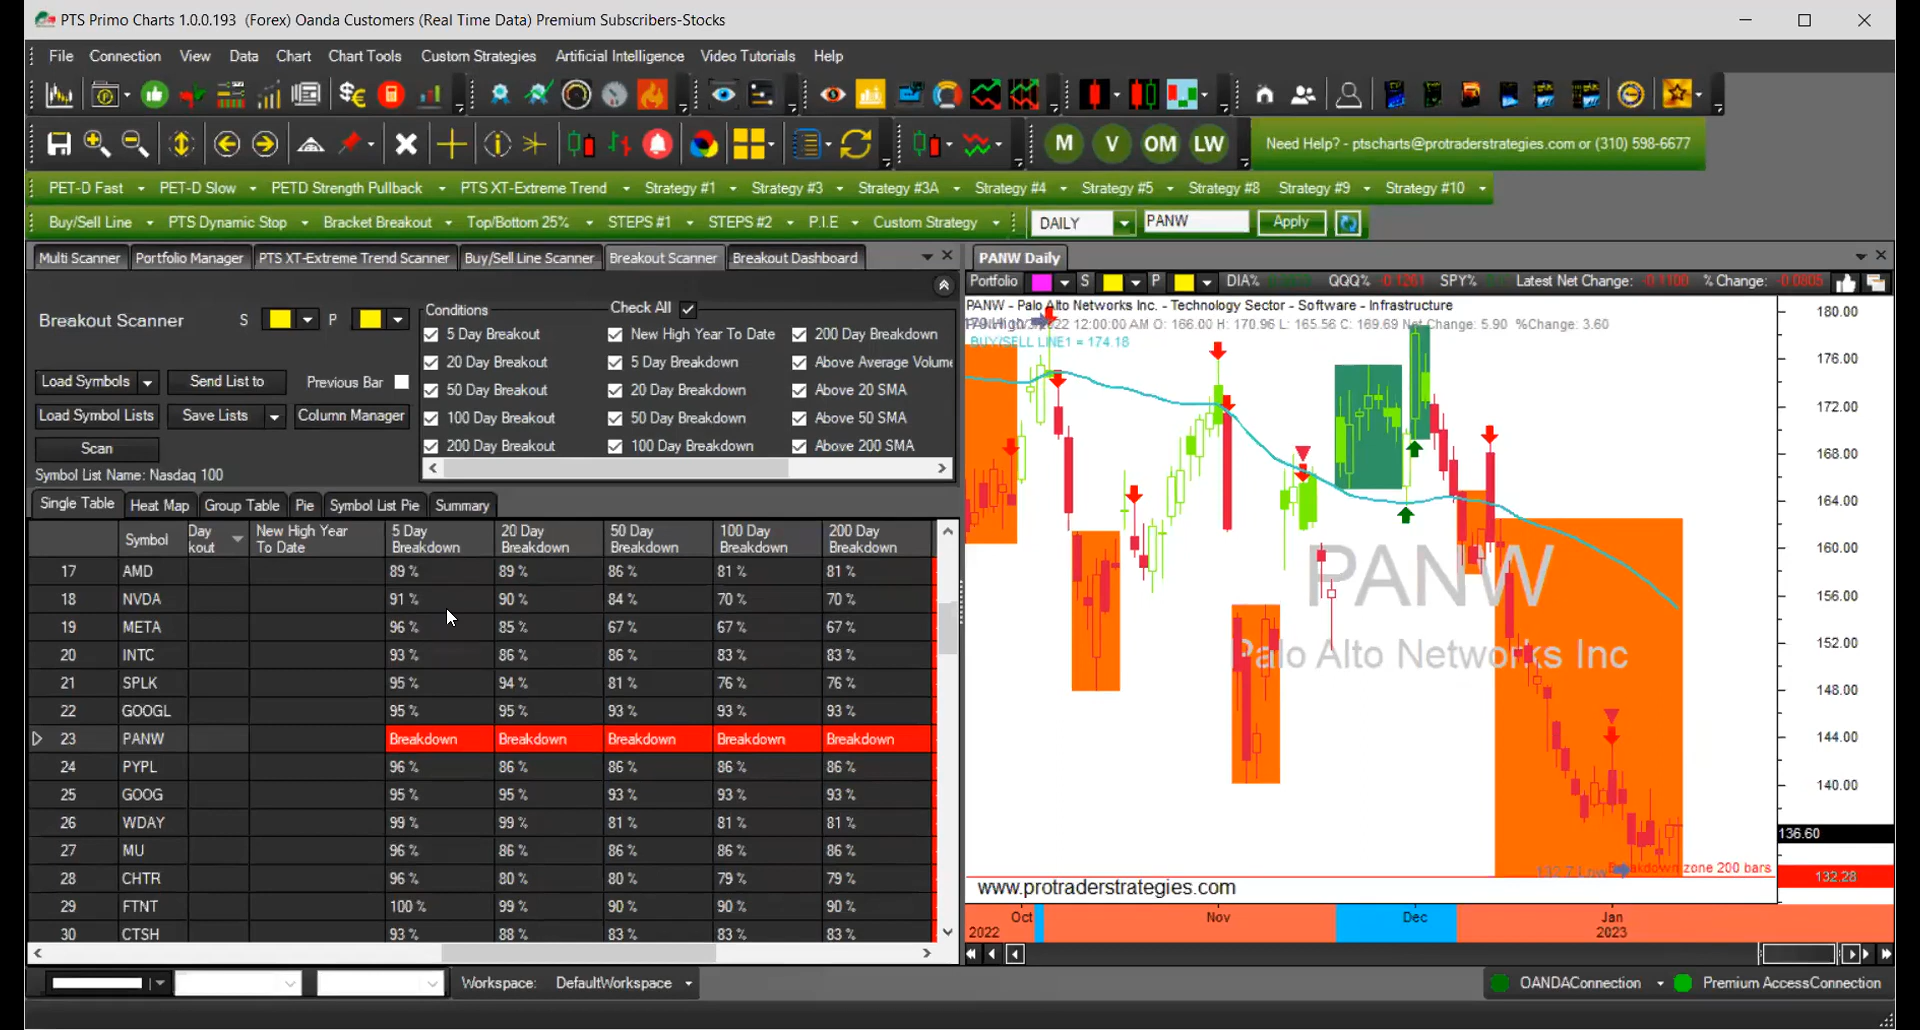 PTS Primo Charts 1.0.0.193 (Forex) Oanda Customers (Real Time Data) Premium Subscribers-Stocks
File Connection View Data Chart Chart Tools Custom Strategies Artificial Intelligence Video Tutorials Help
M V OM LW Need Help? - ptscharts@protraderstrategies.com or (310) 598-6677
PET-D Fast PET-D Slow PETD Strength Pullback PTS XT-Extreme Trend Strategy #1 Strategy #3 Strategy #3A Strategy #4 Strategy #5 Strategy #8 Strategy #9 Strategy #10
Buy/Sell Line PTS Dynamic Stop Bracket Breakout Top/Bottom 25% STEPS #1 STEPS #2 P.I.E Custom Strategy DAILY PANW Apply
Multi Scanner Portfolio Manager PTS XT-Extreme Trend Scanner Buy/Sell Line Scanner Breakout Scanner Breakout Dashboard
Breakout Scanner S P
Conditions Check All
5 Day Breakout New High Year To Date 200 Day Breakdown
20 Day Breakout 5 Day Breakdown Above Average Volume
50 Day Breakout 20 Day Breakdown Above 20 SMA
100 Day Breakout 50 Day Breakdown Above 50 SMA
200 Day Breakout 100 Day Breakdown Above 200 SMA
Load Symbols Send List to Previous Bar
Load Symbol Lists Save Lists Column Manager
Scan
Symbol List Name: Nasdaq 100
Single Table Heat Map Group Table Pie Symbol List Pie Summary
Symbol Day kout New High Year To Date 5 Day Breakdown 20 Day Breakdown 50 Day Breakdown 100 Day Breakdown 200 Day Breakdown
17 AMD 89 % 89 % 86 % 81 % 81 %
18 NVDA 91 % 90 % 84 % 70 % 70 %
19 META 96 % 85 % 67 % 67 % 67 %
20 INTC 93 % 86 % 86 % 83 % 83 %
21 SPLK 95 % 94 % 81 % 76 % 76 %
22 GOOGL 95 % 95 % 93 % 93 % 93 %
23 PANW Breakdown Breakdown Breakdown Breakdown Breakdown
24 PYPL 96 % 86 % 86 % 86 % 86 %
25 GOOG 95 % 95 % 93 % 93 % 93 %
26 WDAY 99 % 99 % 81 % 81 % 81 %
27 MU 96 % 86 % 86 % 86 % 86 %
28 CHTR 96 % 80 % 80 % 79 % 79 %
29 FTNT 100 % 99 % 90 % 90 % 90 %
30 CTSH 93 % 88 % 83 % 83 % 83 %
PANW Daily
Portfolio S P DIA% QQQ% -0.1261 SPY% Latest Net Change: -0.1100 % Change: -0.0805
PANW - Palo Alto Networks Inc. - Technology Sector - Software - Infrastructure
2022 12:00:00 AM O: 166.00 H: 170.96 L: 165.56 C: 169.69 Net Change: 5.90 %Change: 3.60
BUY/SELL LINE1 = 174.18
PANW
Palo Alto Networks Inc
180.00
176.00
172.00
168.00
164.00
160.00
156.00
152.00
148.00
144.00
140.00
136.60
132.28
zone 200 bars
www.protraderstrategies.com
Oct Nov Dec Jan
2022 2023
Workspace: DefaultWorkspace
OANDAConnection Premium AccessConnection